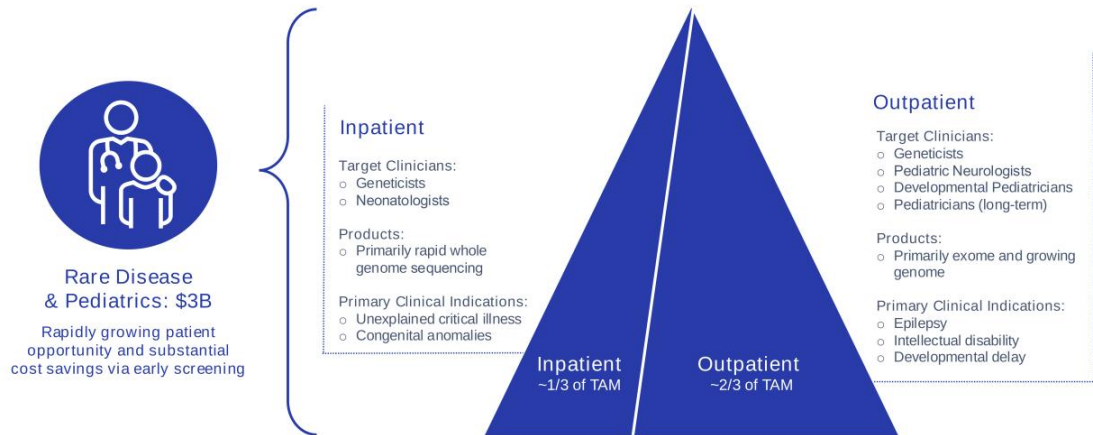 Rare Disease
& Pediatrics: $3B
Rapidly growing patient
opportunity and substantial
cost savings via early screening
Inpatient
Target Clinicians:
○ Geneticists
○ Neonatologists
Products:
○ Primarily rapid whole
genome sequencing
Primary Clinical Indications:
○ Unexplained critical illness
○ Congenital anomalies
Inpatient
~1/3 of TAM
Outpatient
~2/3 of TAM
Outpatient
Target Clinicians:
○ Geneticists
○ Pediatric Neurologists
○ Developmental Pediatricians
○ Pediatricians (long-term)
Products:
○ Primarily exome and growing
genome
Primary Clinical Indications:
○ Epilepsy
○ Intellectual disability
○ Developmental delay